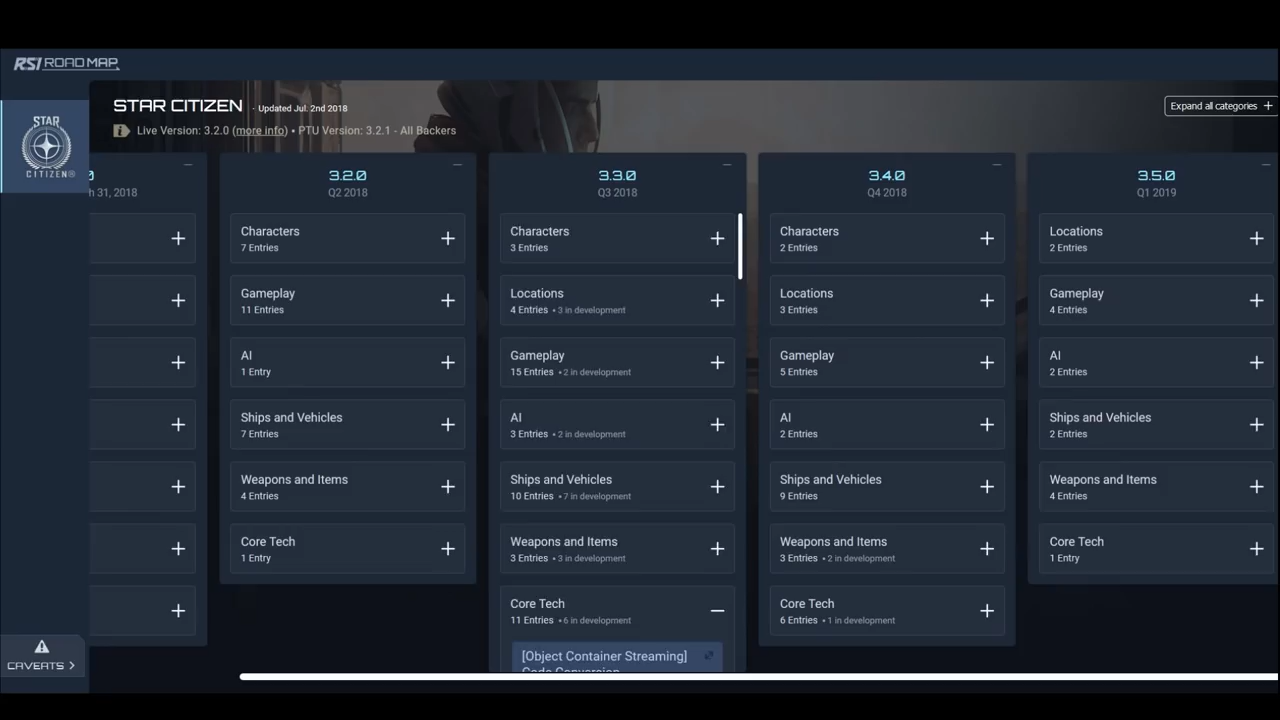 RSI ROADMAP
STAR CITIZEN - Updated Jul. 2nd 2018
Expand all categories +
Live Version: 3.2.0 (more info) • PTU Version: 3.2.1 - All Backers
STAR
CITIZEN
h 31, 2018
3.2.0
Q2 2018
Characters
7 Entries
Gameplay
11 Entries
AI
1 Entry
Ships and Vehicles
7 Entries
Weapons and Items
4 Entries
Core Tech
1 Entry
3.3.0
Q3 2018
Characters
3 Entries
Locations
4 Entries • 3 in development
Gameplay
15 Entries • 2 in development
AI
3 Entries • 2 in development
Ships and Vehicles
10 Entries • 7 in development
Weapons and Items
3 Entries • 3 in development
Core Tech
11 Entries • 6 in development
[Object Container Streaming]
Code Conversion
3.4.0
Q4 2018
Characters
2 Entries
Locations
3 Entries
Gameplay
5 Entries
AI
2 Entries
Ships and Vehicles
9 Entries
Weapons and Items
3 Entries • 2 in development
Core Tech
6 Entries • 1 in development
3.5.0
Q1 2019
Locations
2 Entries
Gameplay
4 Entries
AI
2 Entries
Ships and Vehicles
2 Entries
Weapons and Items
4 Entries
Core Tech
1 Entry
CAVEATS >